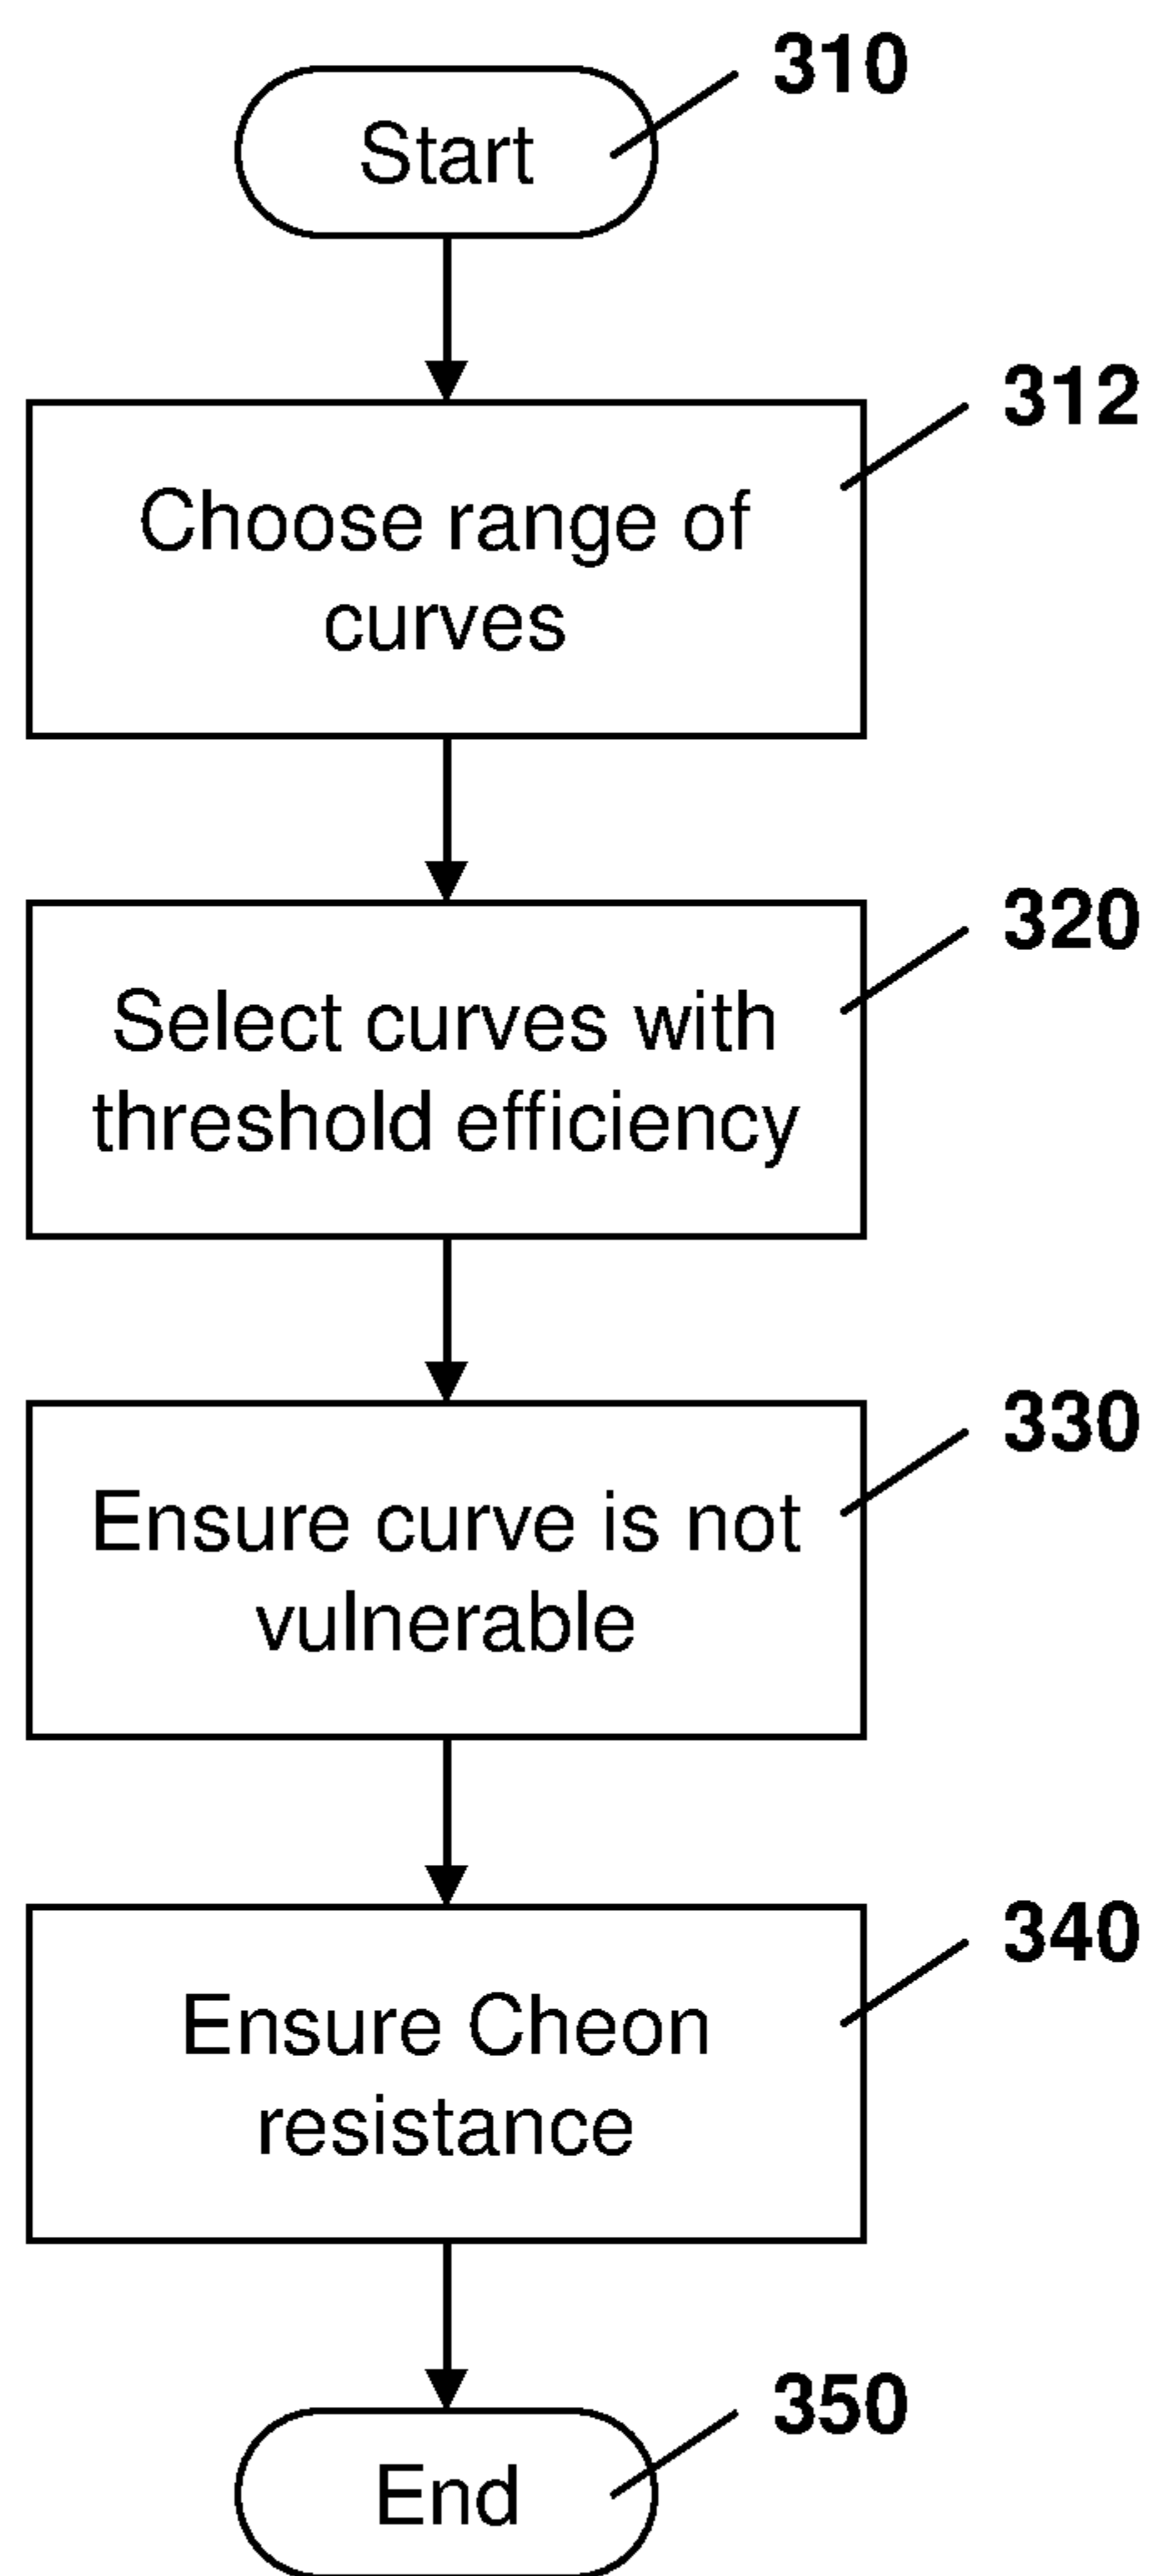 310
Start
312
Choose range of
curves
320
Select curves with
threshold efficiency
330
Ensure curve is not
vulnerable
340
Ensure Cheon
resistance
350
End